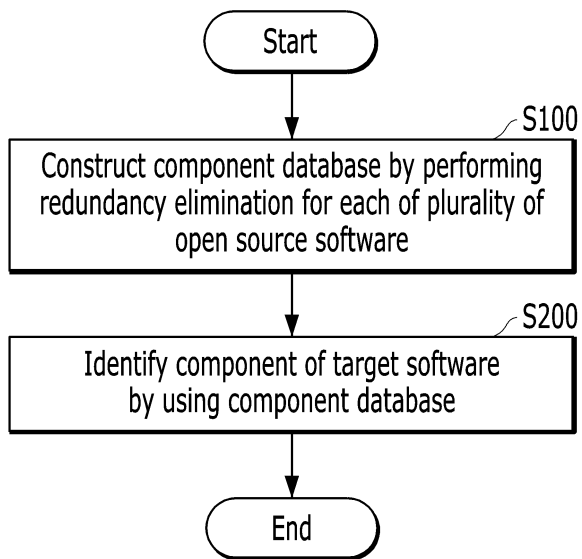 Start
S100
Construct component database by performing
redundancy elimination for each of plurality of
open source software
S200
Identify component of target software
by using component database
End